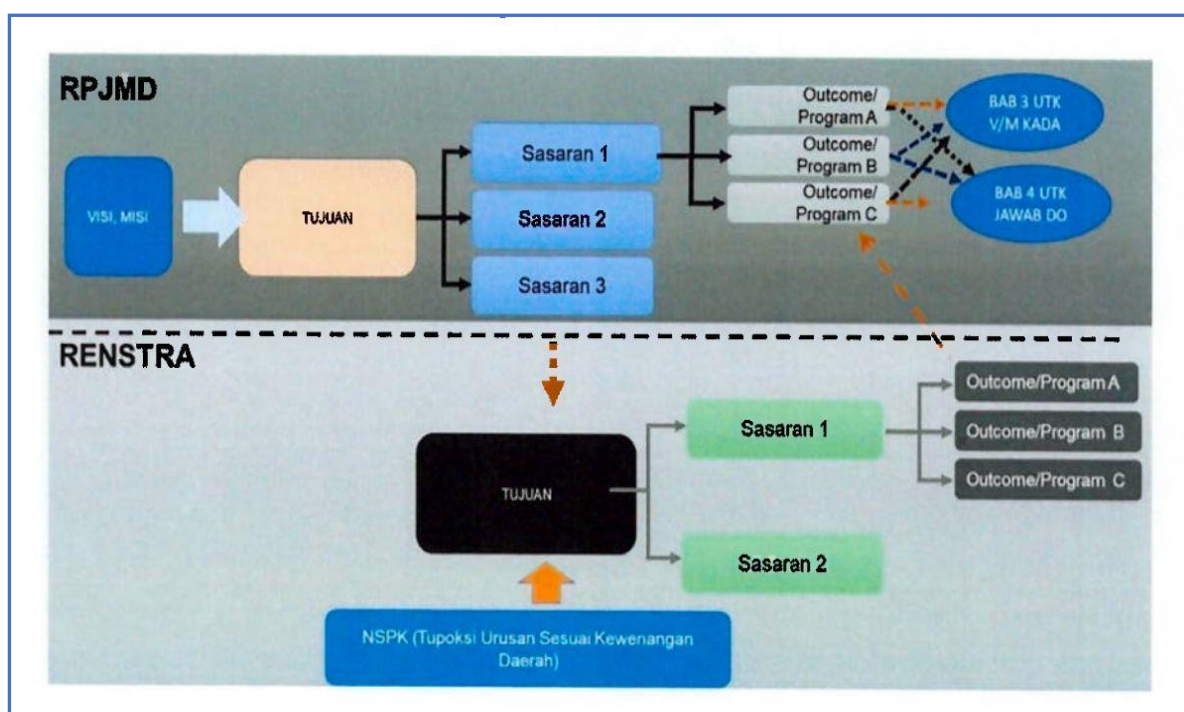 RPJMD
VISI, MISI
TUJUAN
Sasaran 1
Sasaran 2
Sasaran 3
Outcome/
Program A
Outcome/
Program B
Outcome/
Program C
BAB 3 UTK
V/M KADA
BAB 4 UTK
JAWAB DO
RENSTRA
TUJUAN
Sasaran 1
Sasaran 2
Outcome/Program A
Outcome/Program B
Outcome/Program C
NSPK (Tupoksi Urusan Sesuai Kewenangan
Daerah)